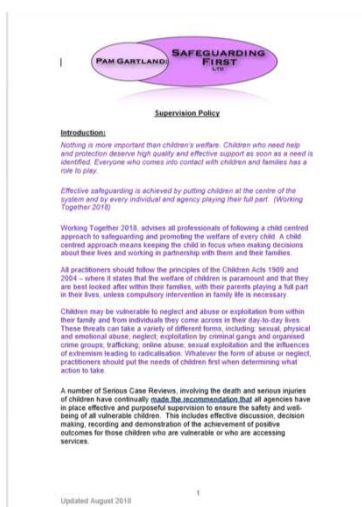 PAM GARTLAND:
SAFEGUARDING
FIRST
LTD
Supervision Policy
Introduction:
Nothing is more important than children's welfare. Children who need help
and protection deserve high quality and effective support as soon as a need is
identified. Everyone who comes into contact with children and families has a
role to play.
Effective safeguarding is achieved by putting children at the centre of the
system and by every individual and agency playing their full part. (Working
Together 2018)
Working Together 2018, advises all professionals of following a child centred
approach to safeguarding and promoting the welfare of every child. A child
centred approach means keeping the child in focus when making decisions
about their lives and working in partnership with them and their families.
All practitioners should follow the principles of the Children Acts 1989 and
2004 – where it states that the welfare of children is paramount and that they
are best looked after within their families, with their parents playing a full part
in their lives, unless compulsory intervention in family life is necessary.
Children may be vulnerable to neglect and abuse or exploitation from within
their family and from individuals they come across in their day-to-day lives.
These threats can take a variety of different forms, including: sexual, physical
and emotional abuse; neglect; exploitation by criminal gangs and organised
crime groups; trafficking; online abuse; sexual exploitation and the influences
of extremism leading to radicalisation. Whatever the form of abuse or neglect,
practitioners should put the needs of children first when determining what
action to take.
A number of Serious Case Reviews, involving the death and serious injuries
of children have continually made the recommendation that all agencies have
in place effective and purposeful supervision to ensure the safety and well-
being of all vulnerable children. This includes effective discussion, decision
making, recording and demonstration of the achievement of positive
outcomes for those children who are vulnerable or who are accessing
services.
1
Updated August 2018